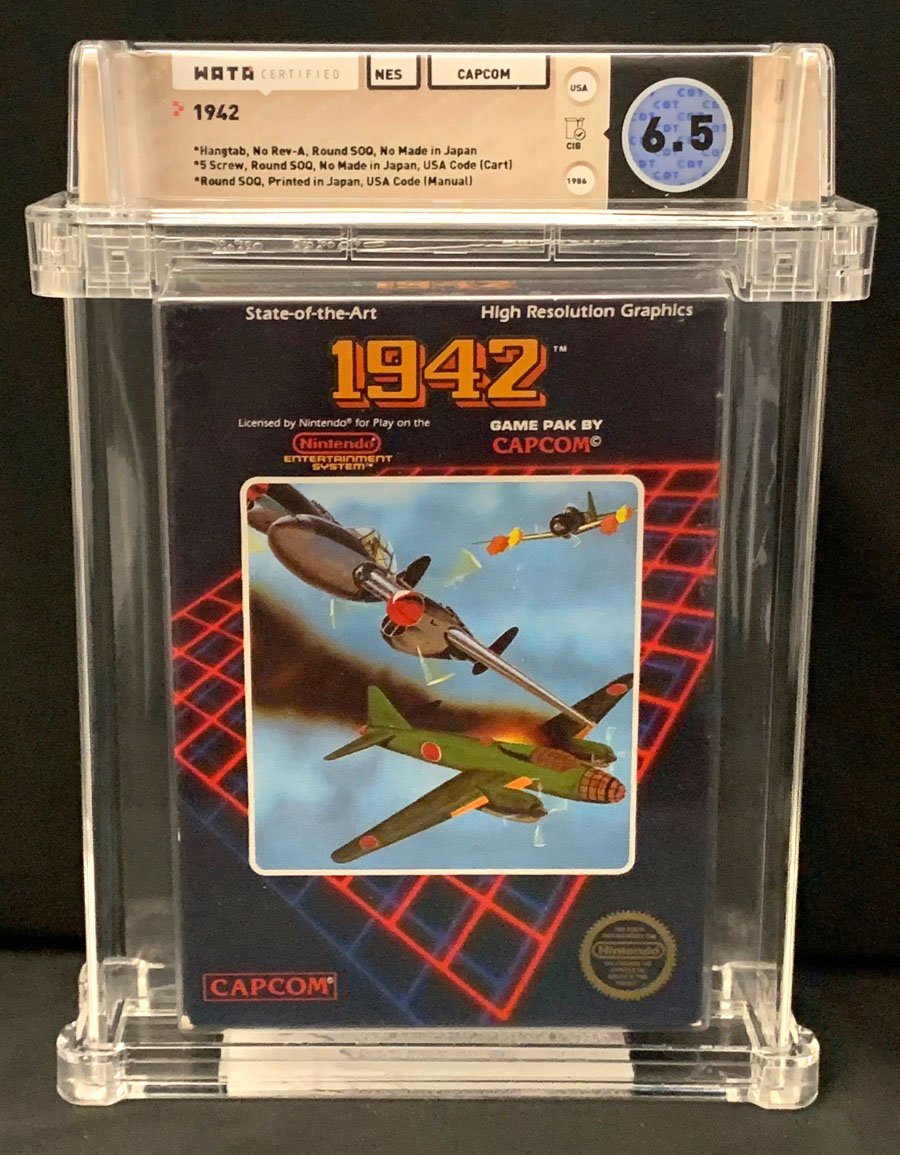 WATA CERTIFIED
NES
CAPCOM
1942
*Hangtab, No Rev-A, Round SOQ, No Made in Japan
*5 Screw, Round SOQ, No Made in Japan, USA Code (Cart)
*Round SOQ, Printed in Japan, USA Code (Manual)
USA
CIB
1986
CBT
6.5
State-of-the-Art
High Resolution Graphics
1942™
Licensed by Nintendo® for Play on the
Nintendo®
ENTERTAINMENT
SYSTEM™
GAME PAK BY
CAPCOM©
CAPCOM®
Nintendo